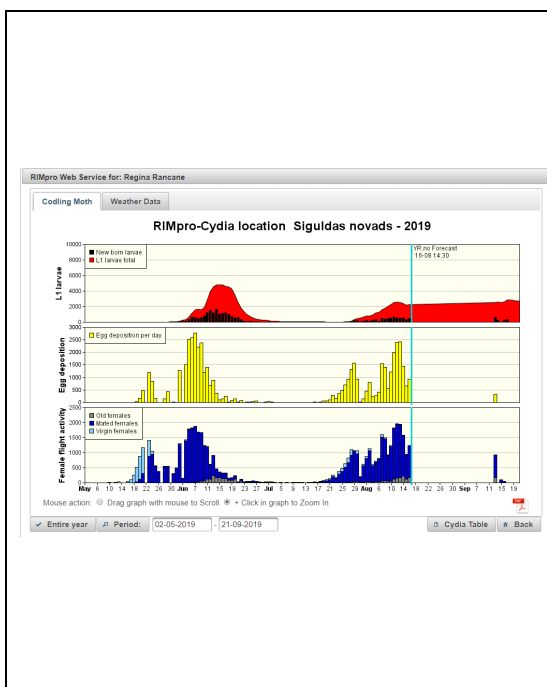 RIMpro Web Service for: Regina Rancane
Codling Moth Weather Data
RIMpro-Cydia location Siguldas novads - 2019
YR.no Forecast
16-08 14:30
L1 larvae
10000
8000
6000
4000
2000
0
New born larvae
L1 larvae total
Egg deposition
3000
2500
2000
1500
1000
500
0
Egg deposition per day
Female flight activity
2500
2000
1500
1000
500
0
Old females
Mated females
Virgin females
May 6 10 14 18 22 26 Jun 6 11 15 19 23 27 Jul 5 9 13 17 21 25 29 Aug 6 10 14 18 22 26 30 Sep 7 11 15 19
Mouse action: Drag graph with mouse to Scroll + Click in graph to Zoom In
Entire year Period: 02-05-2019 - 21-09-2019 Cydia Table Back